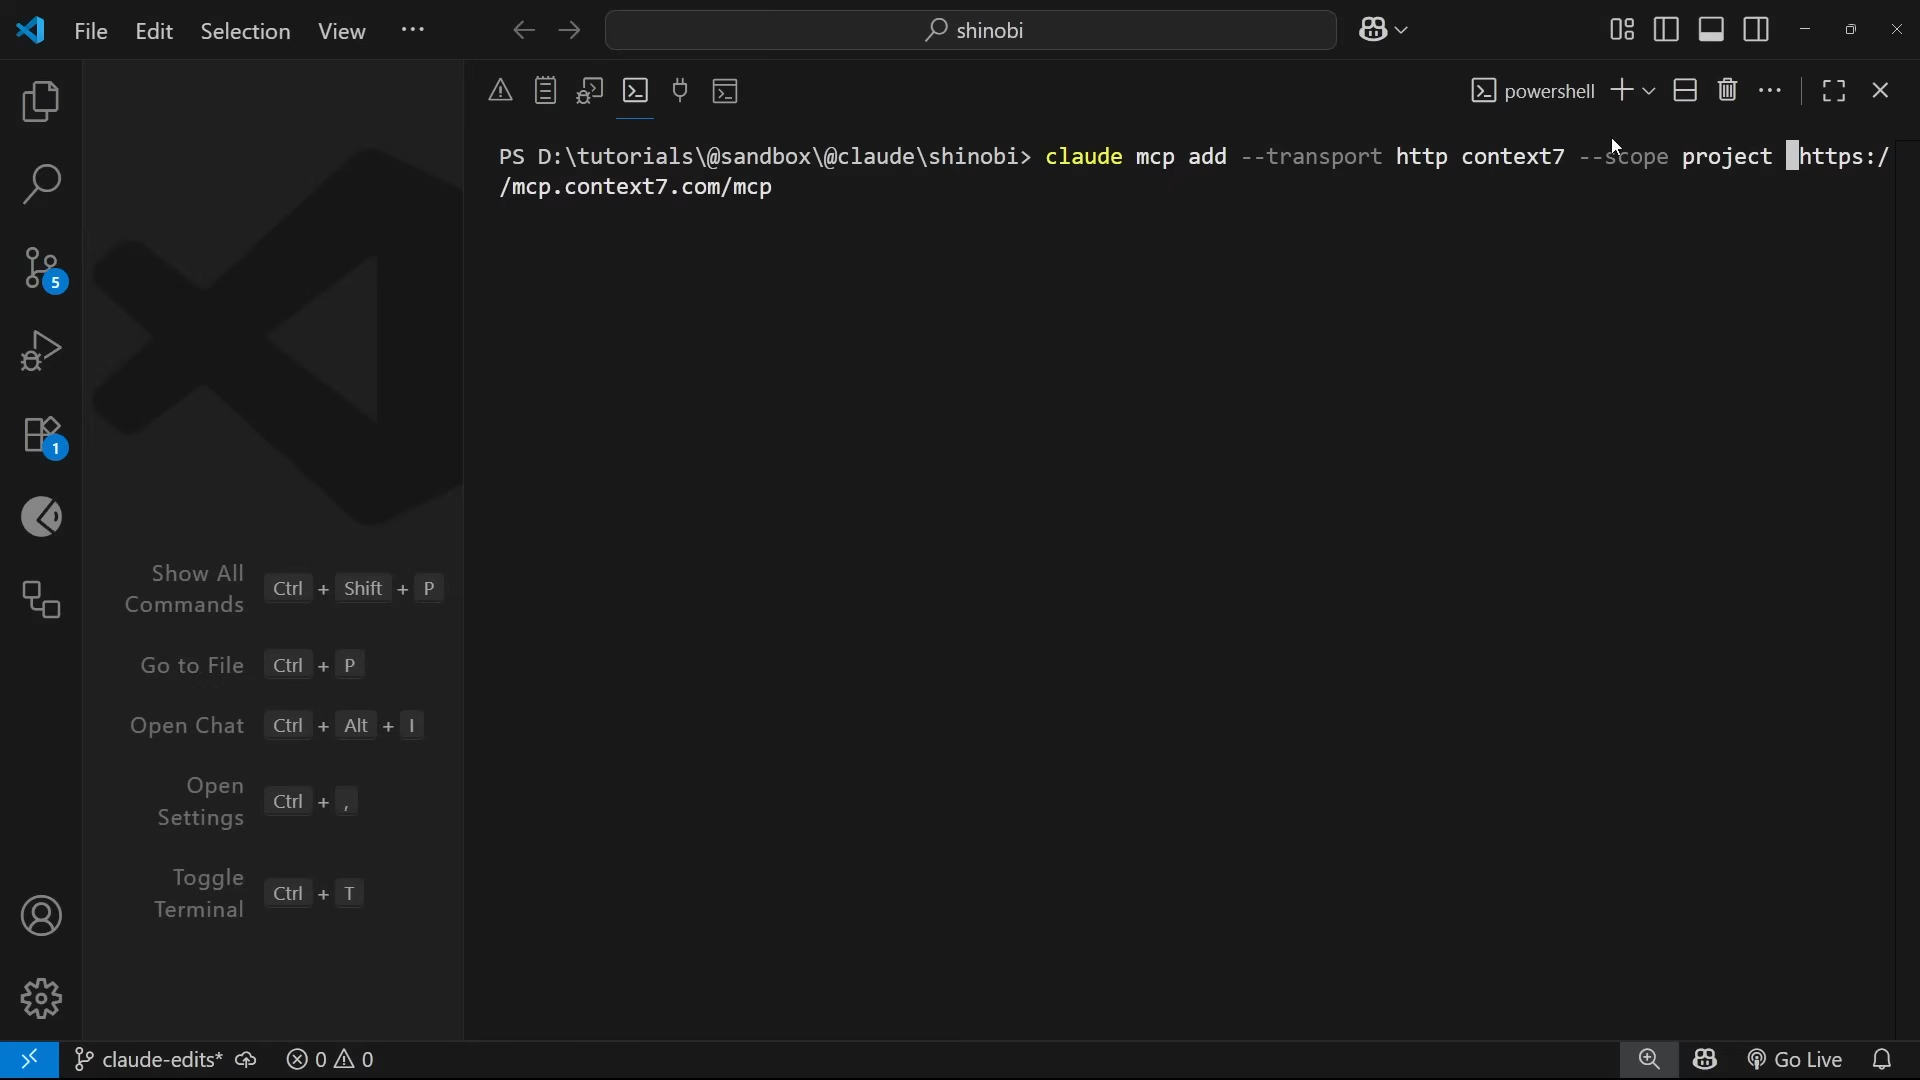 File Edit Selection View ···
shinobi
powershell
PS D:\tutorials\@sandbox\@claude\shinobi> claude mcp add --transport http context7 --scope project https:/
/mcp.context7.com/mcp
5
1
Show All
Commands
Ctrl + Shift + P
Go to File Ctrl + P
Open Chat Ctrl + Alt + I
Open
Settings
Ctrl + ,
Toggle
Terminal
Ctrl + T
claude-edits* 0 0 Go Live